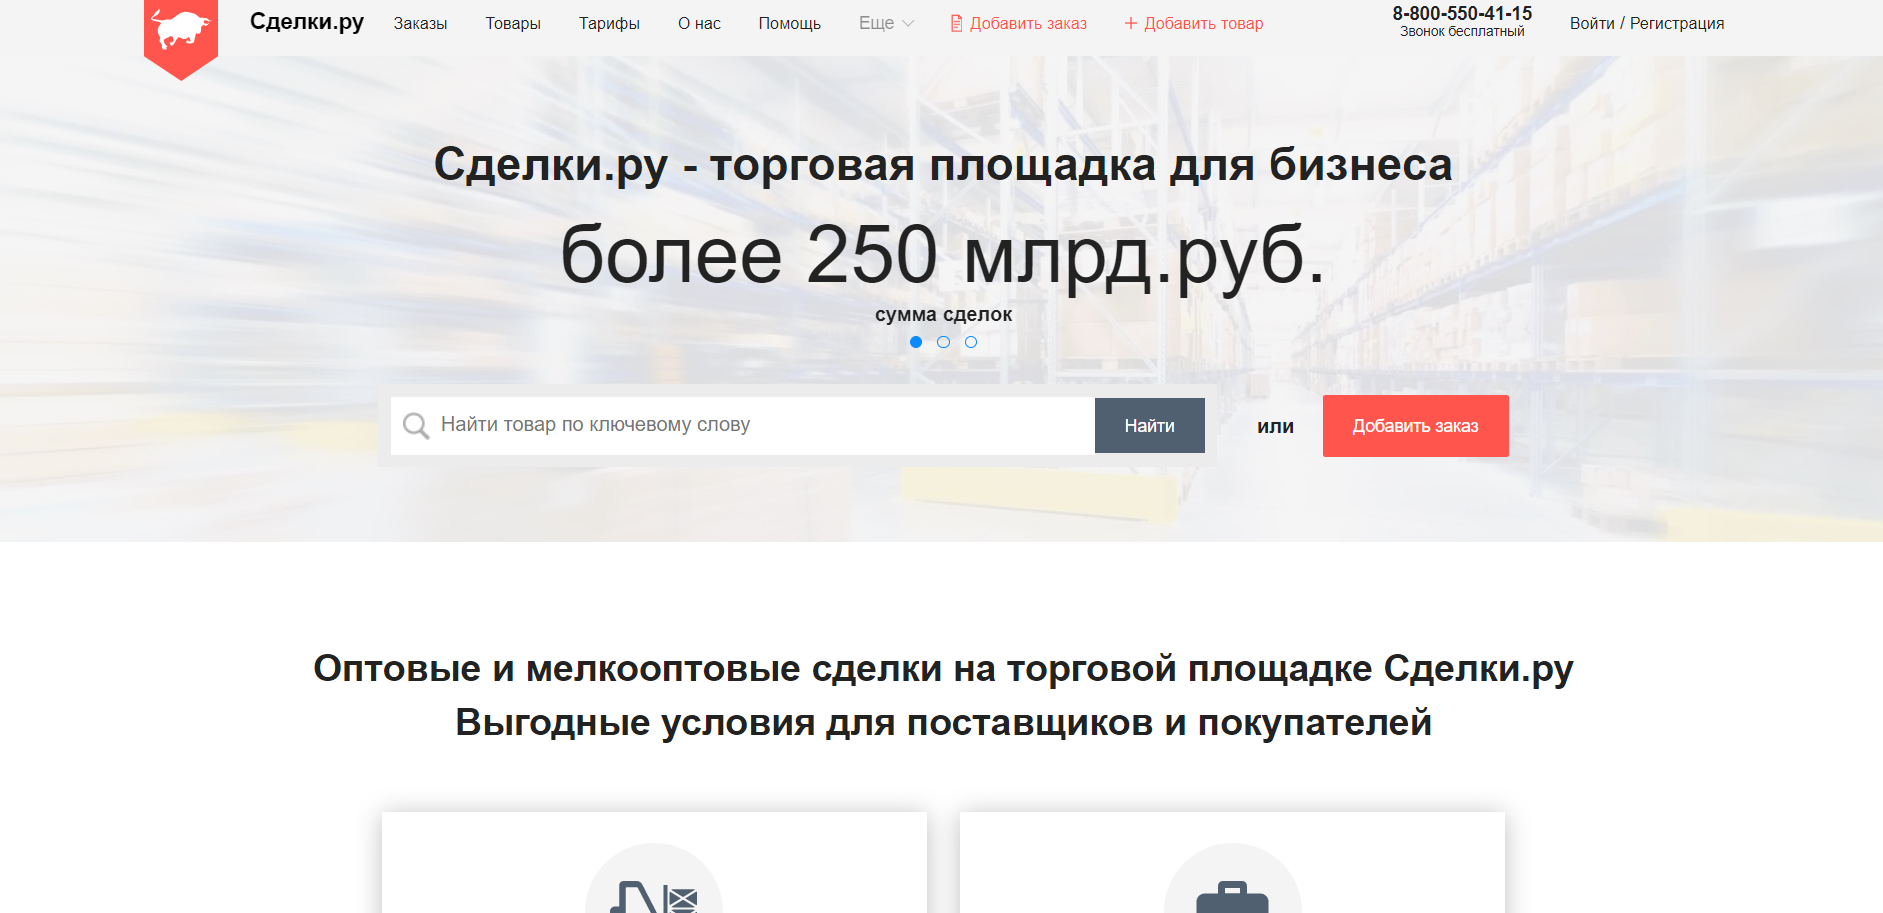 Сделки.ру
Заказы
Товары
Тарифы
О нас
Помощь
Еще
Добавить заказ
Добавить товар
8-800-550-41-15
Звонок бесплатный
Войти / Регистрация
Сделки.ру - торговая площадка для бизнеса
более 250 млрд.руб.
сумма сделок
Найти товар по ключевому слову
Найти
или
Добавить заказ
Оптовые и мелкооптовые сделки на торговой площадке Сделки.ру
Выгодные условия для поставщиков и покупателей